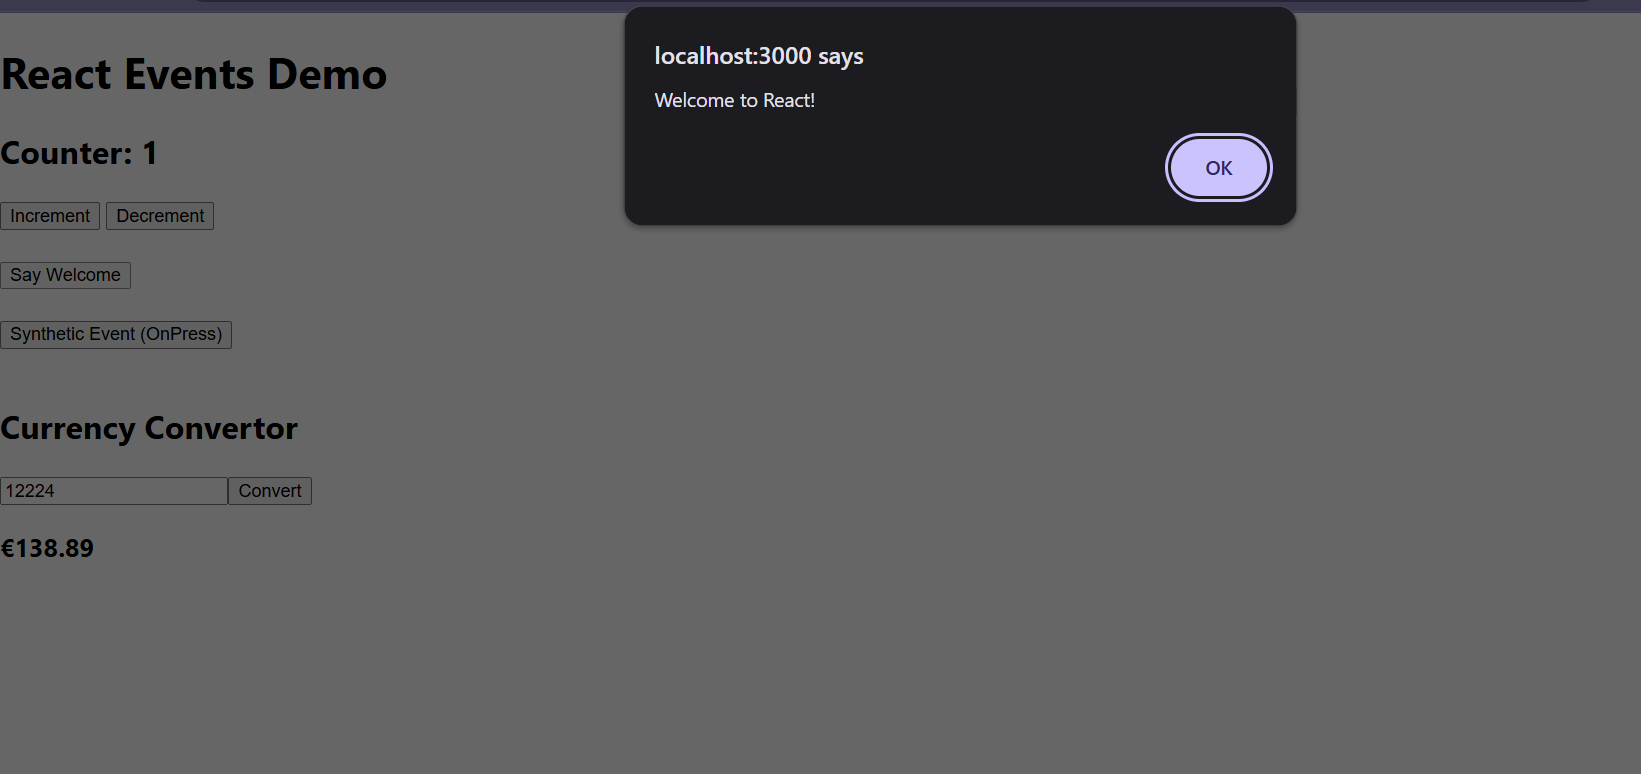 localhost:3000 says
Welcome to React!
OK
React Events Demo
Counter: 1
Increment Decrement
Say Welcome
Synthetic Event (OnPress)
Currency Convertor
12224 Convert
€138.89